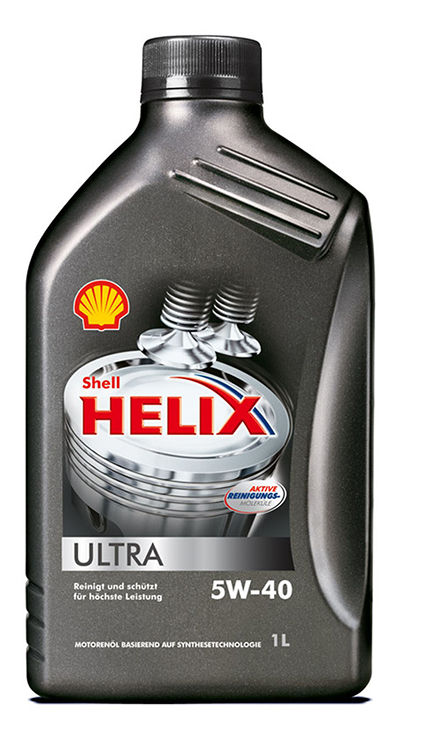 Shell
HELIX
AKTIVE
REINIGUNGS-
MOLEKÜLE
ULTRA
Reinigt und schützt
für höchste Leistung
5W-40
MOTORENÖL BASIEREND AUF SYNTHESETECHNOLOGIE
1L